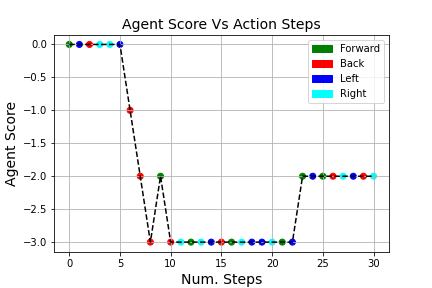 Agent Score Vs Action Steps
Forward
Back
Left
Right
Agent Score
0.0
−0.5
−1.0
−1.5
−2.0
−2.5
−3.0
0 5 10 15 20 25 30
Num. Steps